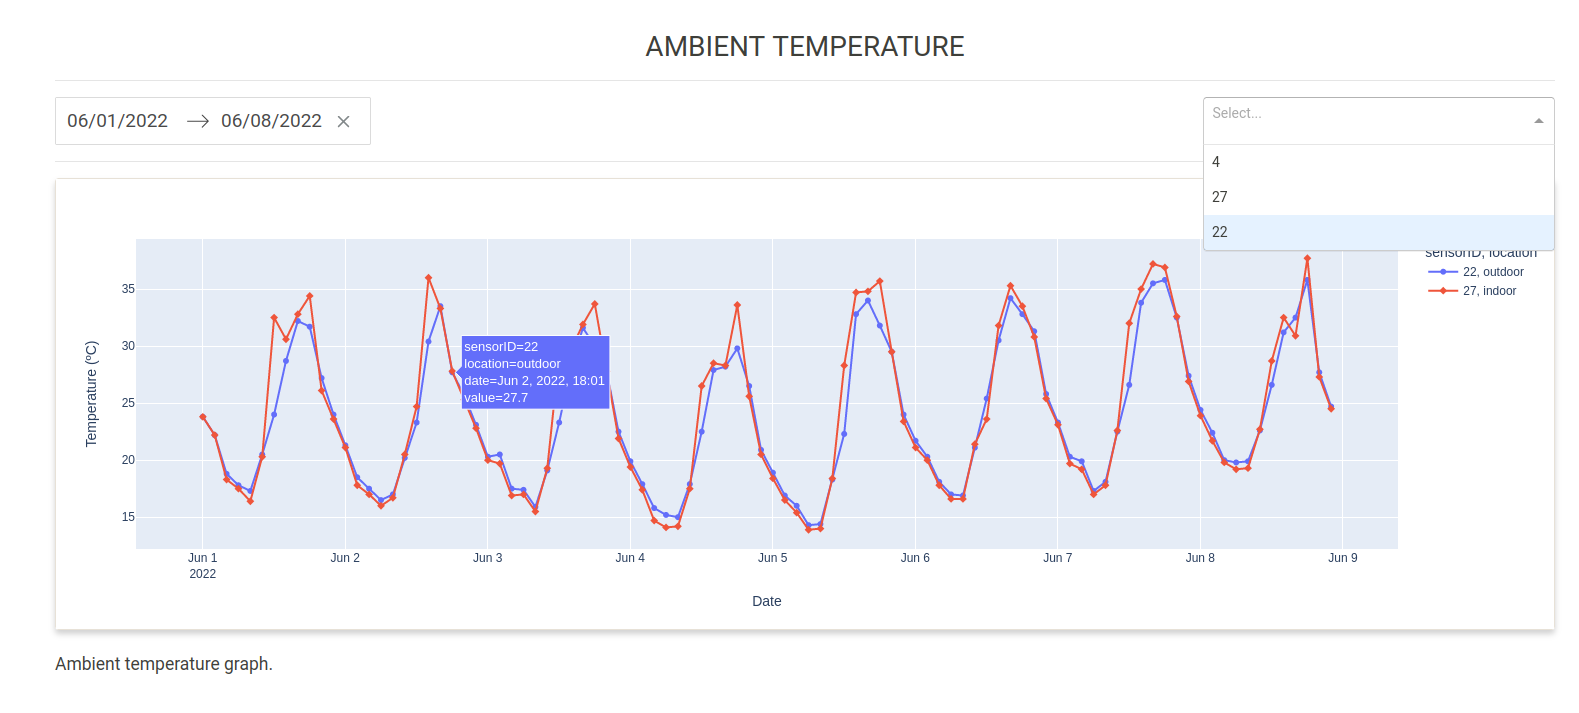 AMBIENT TEMPERATURE
06/01/2022 → 06/08/2022 ×
Select...
4
27
22
sensorID, location
22, outdoor
27, indoor
35
30
25
20
15
Temperature (ºC)
sensorID=22
location=outdoor
date=Jun 2, 2022, 18:01
value=27.7
Jun 1 Jun 2 Jun 3 Jun 4 Jun 5 Jun 6 Jun 7 Jun 8 Jun 9
2022
Date
Ambient temperature graph.